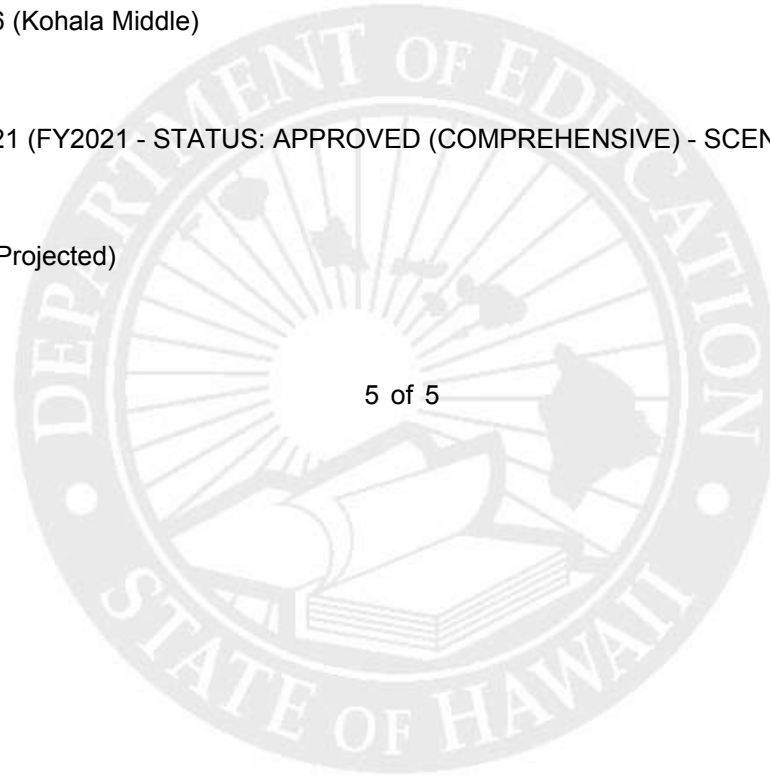 6 (Kohala Middle)
21 (FY2021 - STATUS: APPROVED (COMPREHENSIVE) - SCEN
Projected)
5 of 5
DEPARTMENT OF EDUCATION
STATE OF HAWAII